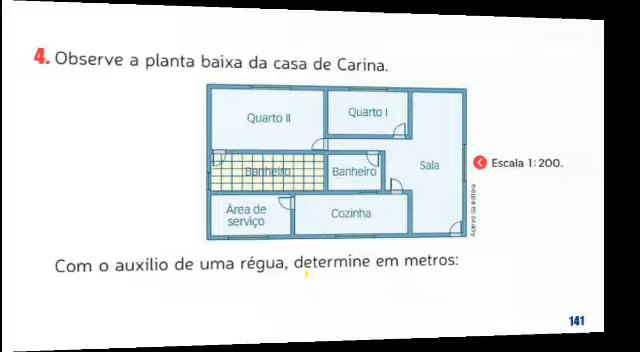 4. Observe a planta baixa da casa de Carina.
Quarto II
Quarto I
Banheiro
Banheiro
Sala
Escala 1:200.
Área de
serviço
Cozinha
Acervo da editora
Com o auxílio de uma régua, determine em metros:
141